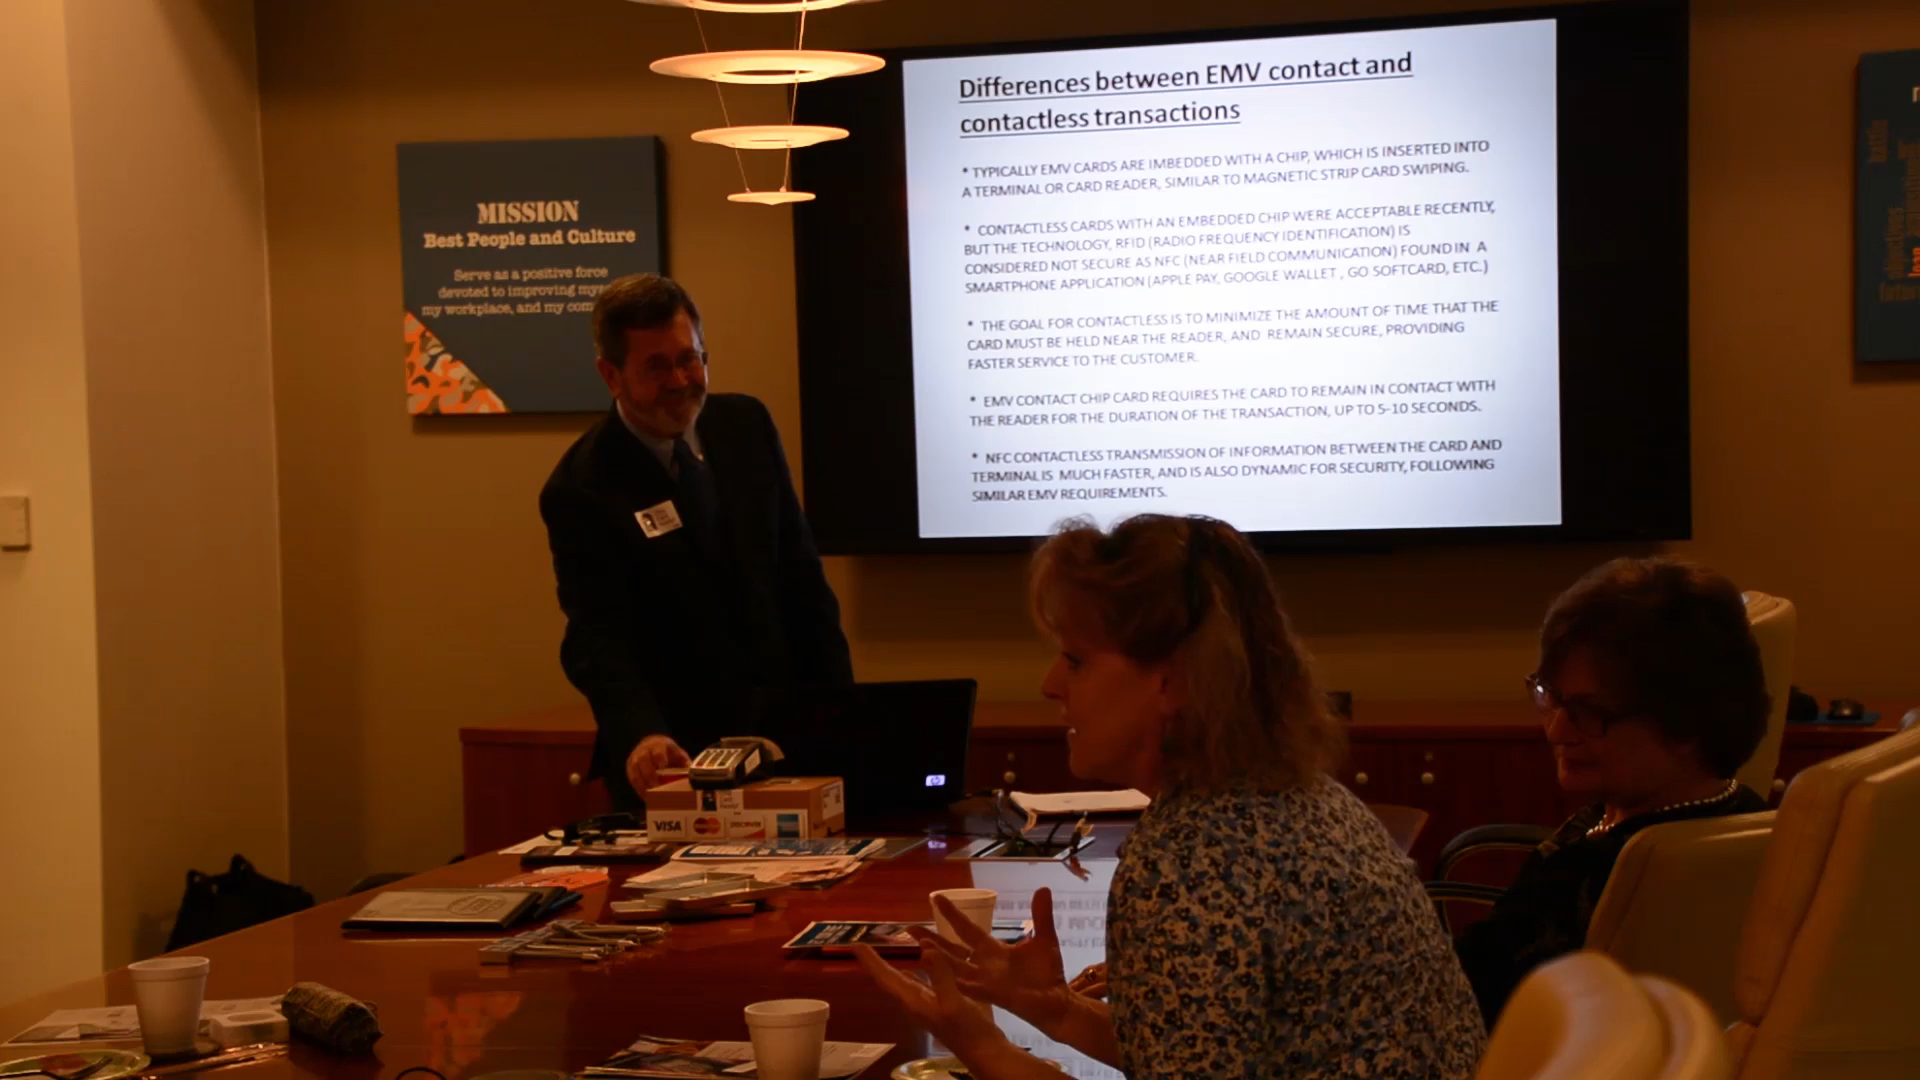 Differences between EMV contact and
contactless transactions
* TYPICALLY EMV CARDS ARE IMBEDDED WITH A CHIP, WHICH IS INSERTED INTO
A TERMINAL OR CARD READER, SIMILAR TO MAGNETIC STRIP CARD SWIPING.
* CONTACTLESS CARDS WITH AN EMBEDDED CHIP WERE ACCEPTABLE RECENTLY,
BUT THE TECHNOLOGY, RFID (RADIO FREQUENCY IDENTIFICATION) IS
CONSIDERED NOT SECURE AS NFC (NEAR FIELD COMMUNICATION) FOUND IN A
SMARTPHONE APPLICATION (APPLE PAY, GOOGLE WALLET , GO SOFTCARD, ETC.)
* THE GOAL FOR CONTACTLESS IS TO MINIMIZE THE AMOUNT OF TIME THAT THE
CARD MUST BE HELD NEAR THE READER, AND REMAIN SECURE, PROVIDING
FASTER SERVICE TO THE CUSTOMER.
* EMV CONTACT CHIP CARD REQUIRES THE CARD TO REMAIN IN CONTACT WITH
THE READER FOR THE DURATION OF THE TRANSACTION, UP TO 5-10 SECONDS.
* NFC CONTACTLESS TRANSMISSION OF INFORMATION BETWEEN THE CARD AND
TERMINAL IS MUCH FASTER, AND IS ALSO DYNAMIC FOR SECURITY, FOLLOWING
SIMILAR EMV REQUIREMENTS.
MISSION
Best People and Culture
Serve as a positive force
devoted to improving
my workplace, and my
VISA
DISCOVER
hp